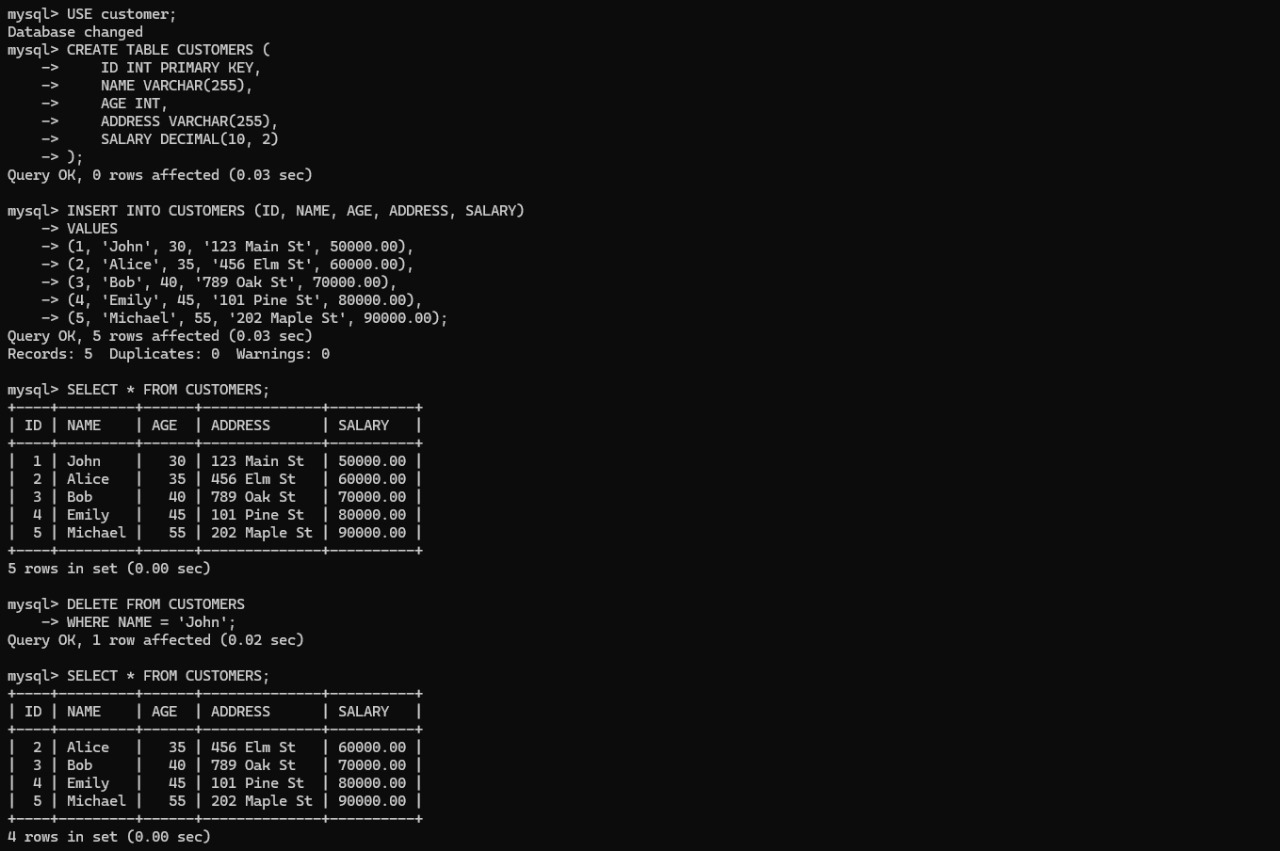 mysql> USE customer;
Database changed
mysql> CREATE TABLE CUSTOMERS (
    ->     ID INT PRIMARY KEY,
    ->     NAME VARCHAR(255),
    ->     AGE INT,
    ->     ADDRESS VARCHAR(255),
    ->     SALARY DECIMAL(10, 2)
    -> );
Query OK, 0 rows affected (0.03 sec)

mysql> INSERT INTO CUSTOMERS (ID, NAME, AGE, ADDRESS, SALARY)
    -> VALUES
    -> (1, 'John', 30, '123 Main St', 50000.00),
    -> (2, 'Alice', 35, '456 Elm St', 60000.00),
    -> (3, 'Bob', 40, '789 Oak St', 70000.00),
    -> (4, 'Emily', 45, '101 Pine St', 80000.00),
    -> (5, 'Michael', 55, '202 Maple St', 90000.00);
Query OK, 5 rows affected (0.03 sec)
Records: 5  Duplicates: 0  Warnings: 0

mysql> SELECT * FROM CUSTOMERS;
+----+---------+------+--------------+----------+
| ID | NAME    | AGE  | ADDRESS      | SALARY   |
+----+---------+------+--------------+----------+
|  1 | John    |   30 | 123 Main St  | 50000.00 |
|  2 | Alice   |   35 | 456 Elm St   | 60000.00 |
|  3 | Bob     |   40 | 789 Oak St   | 70000.00 |
|  4 | Emily   |   45 | 101 Pine St  | 80000.00 |
|  5 | Michael |   55 | 202 Maple St | 90000.00 |
+----+---------+------+--------------+----------+
5 rows in set (0.00 sec)

mysql> DELETE FROM CUSTOMERS
    -> WHERE NAME = 'John';
Query OK, 1 row affected (0.02 sec)

mysql> SELECT * FROM CUSTOMERS;
+----+---------+------+--------------+----------+
| ID | NAME    | AGE  | ADDRESS      | SALARY   |
+----+---------+------+--------------+----------+
|  2 | Alice   |   35 | 456 Elm St   | 60000.00 |
|  3 | Bob     |   40 | 789 Oak St   | 70000.00 |
|  4 | Emily   |   45 | 101 Pine St  | 80000.00 |
|  5 | Michael |   55 | 202 Maple St | 90000.00 |
+----+---------+------+--------------+----------+
4 rows in set (0.00 sec)